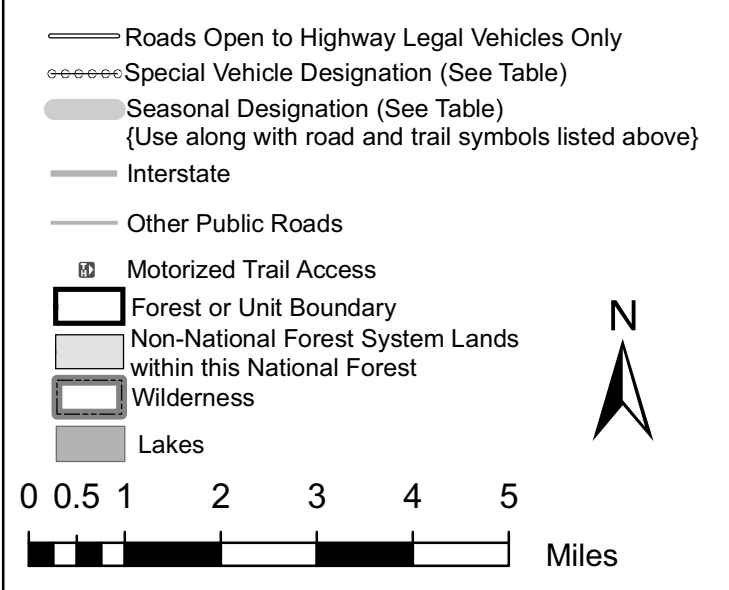 Roads Open to Highway Legal Vehicles Only
Special Vehicle Designation (See Table)
Seasonal Designation (See Table)
{Use along with road and trail symbols listed above}
Interstate
Other Public Roads
Motorized Trail Access
Forest or Unit Boundary
Non-National Forest System Lands
within this National Forest
Wilderness
Lakes
N
0 0.5 1 2 3 4 5
Miles